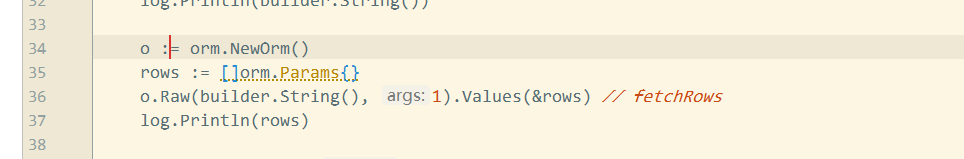 32 log.Println(builder.String())
33
34 o := orm.NewOrm()
35 rows := []orm.Params{}
36 o.Raw(builder.String(), args: 1).Values(&rows) // fetchRows
37 log.Println(rows)
38